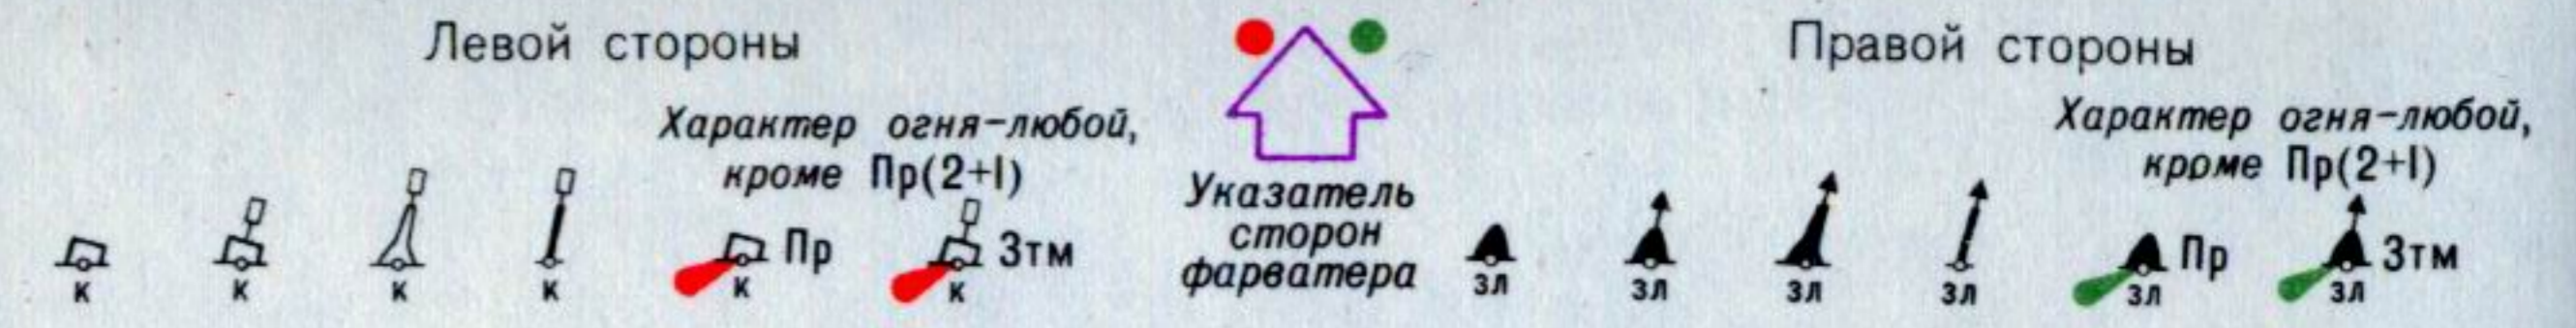 Левой стороны
Характер огня-любой,
кроме Пр(2+I)
к к к к к Пр к Зтм
Указатель
сторон
фарватера
Правой стороны
Характер огня-любой,
кроме Пр(2+I)
зл зл зл зл зл Пр зл Зтм